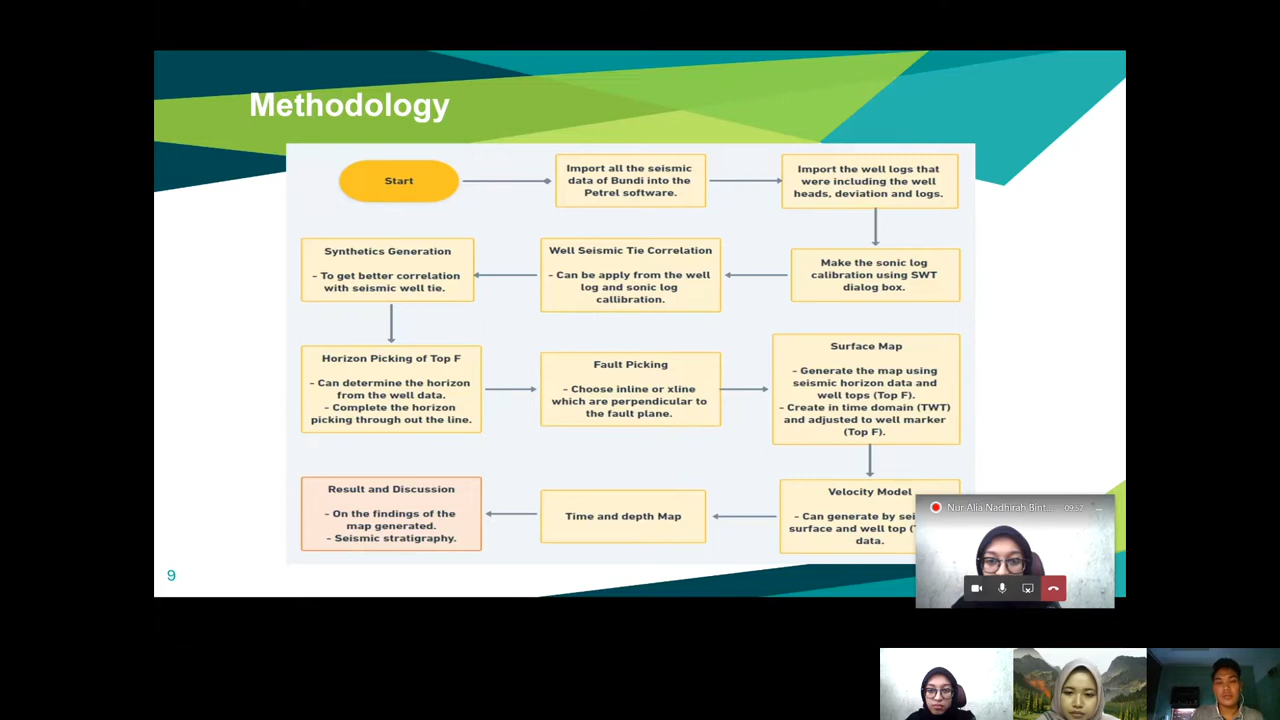 Methodology
Start
Import all the seismic
data of Bundi into the
Petrel software.
Import the well logs that
were including the well
heads, deviation and logs.
Make the sonic log
calibration using SWT
dialog box.
Well Seismic Tie Correlation
- Can be apply from the well
log and sonic log
callibration.
Synthetics Generation
- To get better correlation
with seismic well tie.
Horizon Picking of Top F
- Can determine the horizon
from the well data.
- Complete the horizon
picking through out the line.
Fault Picking
- Choose inline or xline
which are perpendicular to
the fault plane.
Surface Map
- Generate the map using
seismic horizon data and
well tops (Top F).
- Create in time domain (TWT)
and adjusted to well marker
(Top F).
Velocity Model
- Can generate by
surface and well top
data.
Time and depth Map
Result and Discussion
- On the findings of the
map generated.
- Seismic stratigraphy.
9
Nur Alia Nadhirah Bint... 09:57